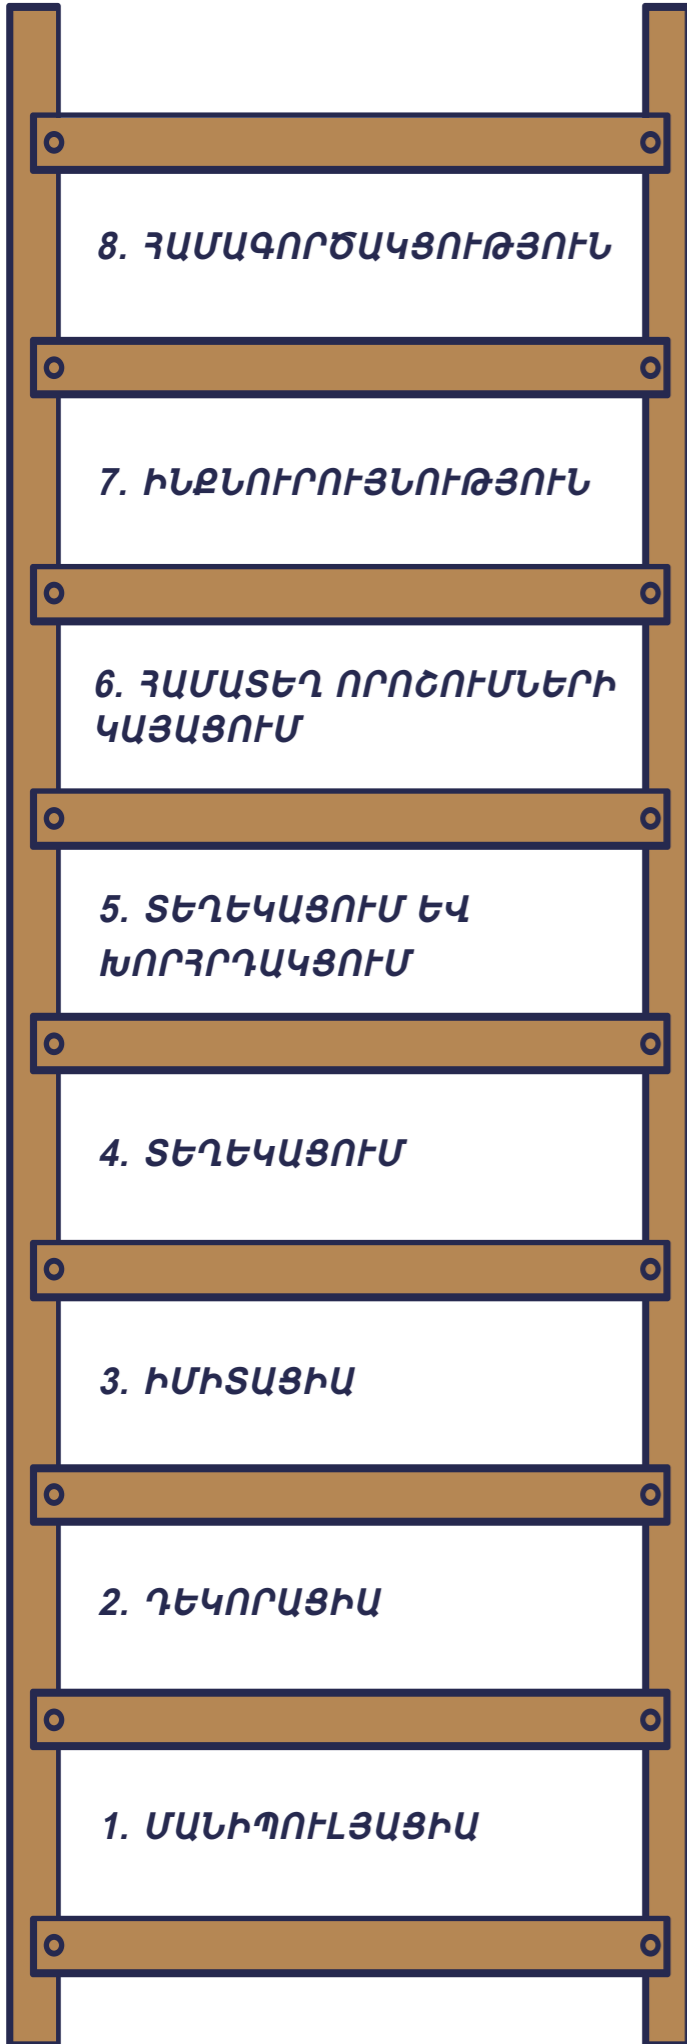 8. ՀԱՄԱԳՈՐԾԱԿՑՈՒԹՅՈՒՆ
7. ԻՆՔՆՈՒՐՈՒՅՆՈՒԹՅՈՒՆ
6. ՀԱՄԱՏԵՂ ՈՐՈՇՈՒՄՆԵՐԻ
ԿԱՅԱՑՈՒՄ
5. ՏԵՂԵԿԱՑՈՒՄ ԵՎ
ԽՈՐՀՐԴԱԿՑՈՒՄ
4. ՏԵՂԵԿԱՑՈՒՄ
3. ԻՄԻՏԱՑԻԱ
2. ԴԵԿՈՐԱՑԻԱ
1. ՄԱՆԻՊՈՒԼՅԱՑԻԱ